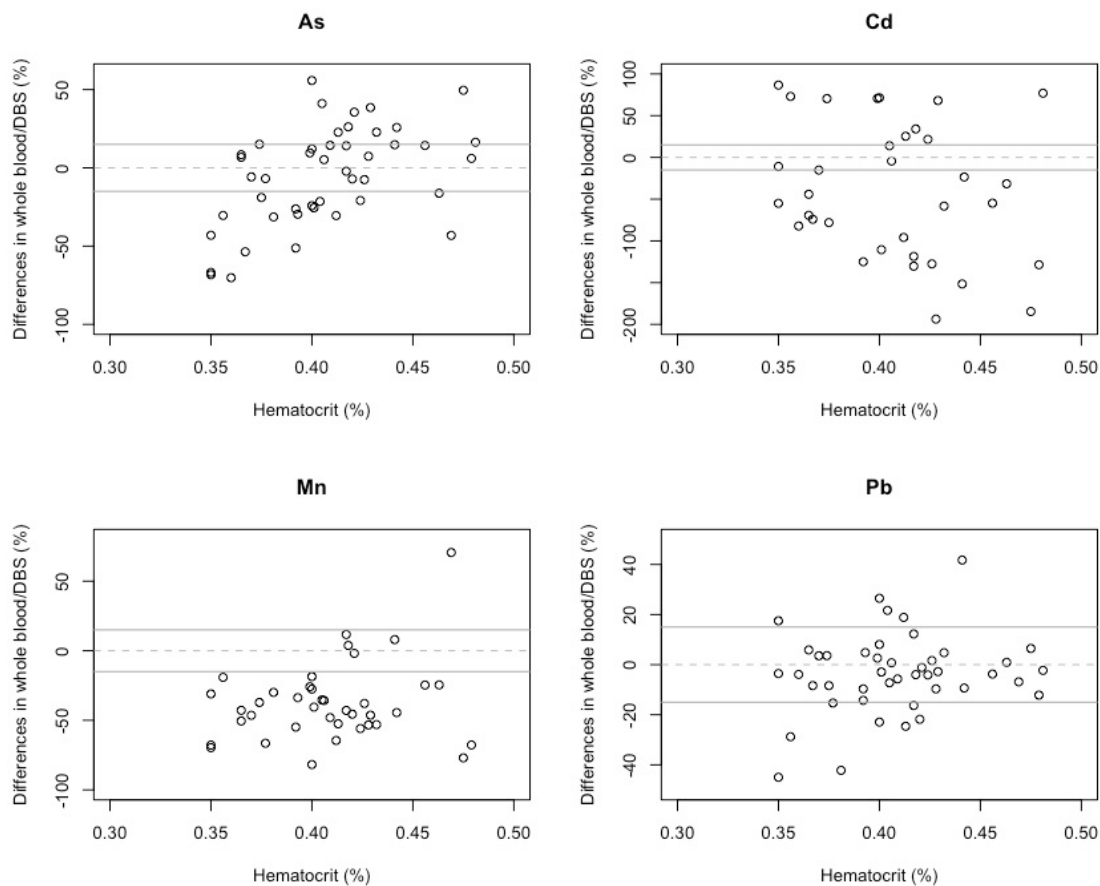 As
Differences in whole blood/DBS (%)
50
0
-50
-100
0.30 0.35 0.40 0.45 0.50
Hematocrit (%)
Cd
Differences in whole blood/DBS (%)
100
50
0
-100
-200
0.30 0.35 0.40 0.45 0.50
Hematocrit (%)
Mn
Differences in whole blood/DBS (%)
50
0
-50
-100
0.30 0.35 0.40 0.45 0.50
Hematocrit (%)
Pb
Differences in whole blood/DBS (%)
40
20
0
-20
-40
0.30 0.35 0.40 0.45 0.50
Hematocrit (%)